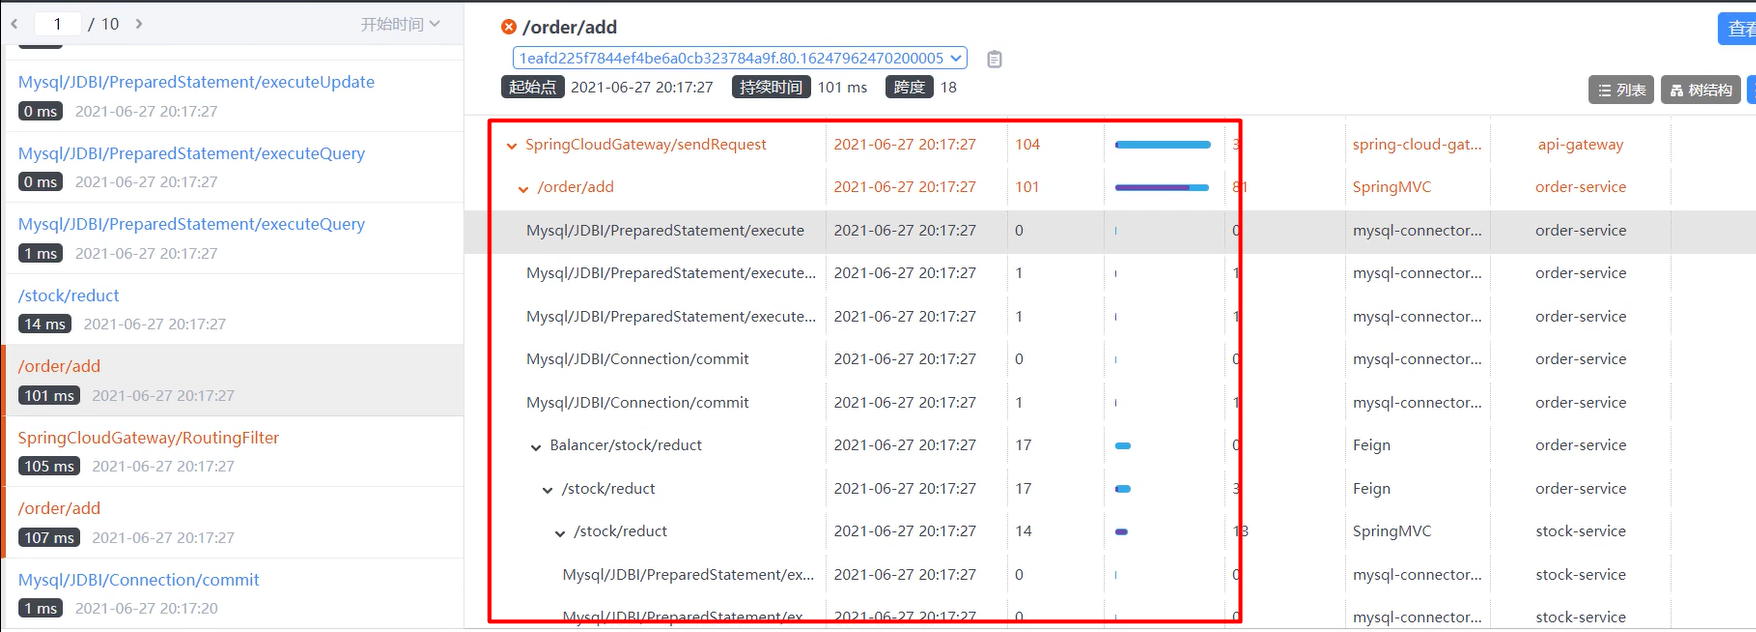 1 / 10
开始时间
Mysql/JDBI/PreparedStatement/executeUpdate
0 ms 2021-06-27 20:17:27
Mysql/JDBI/PreparedStatement/executeQuery
0 ms 2021-06-27 20:17:27
Mysql/JDBI/PreparedStatement/executeQuery
1 ms 2021-06-27 20:17:27
/stock/reduct
14 ms 2021-06-27 20:17:27
/order/add
101 ms 2021-06-27 20:17:27
SpringCloudGateway/RoutingFilter
105 ms 2021-06-27 20:17:27
/order/add
107 ms 2021-06-27 20:17:27
Mysql/JDBI/Connection/commit
1 ms 2021-06-27 20:17:20
/order/add
查看
1eafd225f7844ef4be6a0cb323784a9f.80.16247962470200005
起始点 2021-06-27 20:17:27 持续时间 101 ms 跨度 18
列表 树结构
SpringCloudGateway/sendRequest 2021-06-27 20:17:27 104 3 spring-cloud-gat... api-gateway
/order/add 2021-06-27 20:17:27 101 81 SpringMVC order-service
Mysql/JDBI/PreparedStatement/execute 2021-06-27 20:17:27 0 0 mysql-connector... order-service
Mysql/JDBI/PreparedStatement/execute... 2021-06-27 20:17:27 1 1 mysql-connector... order-service
Mysql/JDBI/PreparedStatement/execute... 2021-06-27 20:17:27 1 1 mysql-connector... order-service
Mysql/JDBI/Connection/commit 2021-06-27 20:17:27 0 0 mysql-connector... order-service
Mysql/JDBI/Connection/commit 2021-06-27 20:17:27 1 1 mysql-connector... order-service
Balancer/stock/reduct 2021-06-27 20:17:27 17 0 Feign order-service
/stock/reduct 2021-06-27 20:17:27 17 3 Feign order-service
/stock/reduct 2021-06-27 20:17:27 14 13 SpringMVC stock-service
Mysql/JDBI/PreparedStatement/ex... 2021-06-27 20:17:27 0 0 mysql-connector... stock-service
Mysql/JDBI/PreparedStatement/ex... 2021-06-27 20:17:27 0 0 mysql-connector... stock-service